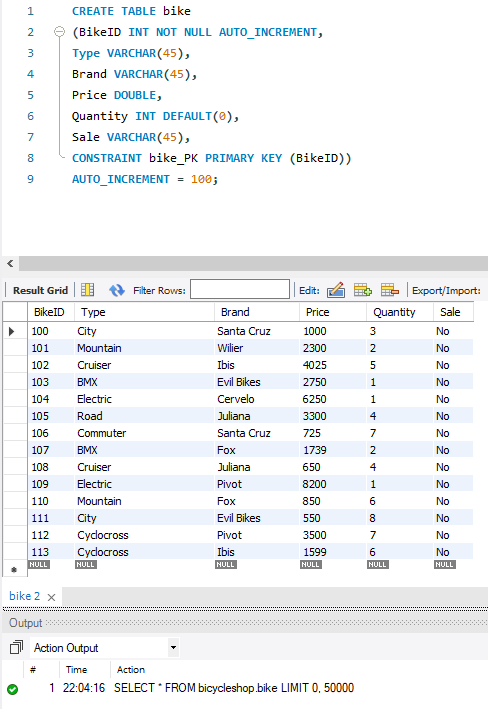 1 CREATE TABLE bike
2 (BikeID INT NOT NULL AUTO_INCREMENT,
3 Type VARCHAR(45),
4 Brand VARCHAR(45),
5 Price DOUBLE,
6 Quantity INT DEFAULT(0),
7 Sale VARCHAR(45),
8 CONSTRAINT bike_PK PRIMARY KEY (BikeID))
9 AUTO_INCREMENT = 100;
Result Grid Filter Rows: Edit: Export/Import:
BikeID Type Brand Price Quantity Sale
100 City Santa Cruz 1000 3 No
101 Mountain Wilier 2300 2 No
102 Cruiser Ibis 4025 5 No
103 BMX Evil Bikes 2750 1 No
104 Electric Cervelo 6250 1 No
105 Road Juliana 3300 4 No
106 Commuter Santa Cruz 725 7 No
107 BMX Fox 1739 2 No
108 Cruiser Juliana 650 4 No
109 Electric Pivot 8200 1 No
110 Mountain Fox 850 6 No
111 City Evil Bikes 550 8 No
112 Cyclocross Pivot 3500 7 No
113 Cyclocross Ibis 1599 6 No
NULL NULL NULL NULL NULL NULL
bike 2
Output
Action Output
# Time Action
1 22:04:16 SELECT * FROM bicycleshop.bike LIMIT 0, 50000